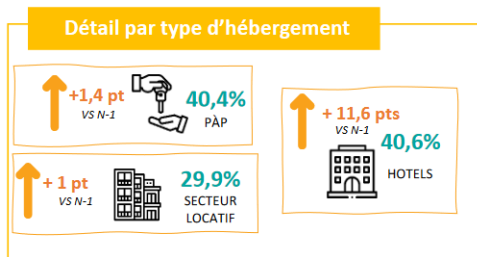 Détail par type d'hébergement
+1,4 pt
VS N-1
40,4%
PÀP
+ 1 pt
VS N-1
29,9%
SECTEUR
LOCATIF
+ 11,6 pts
VS N-1
40,6%
HOTELS